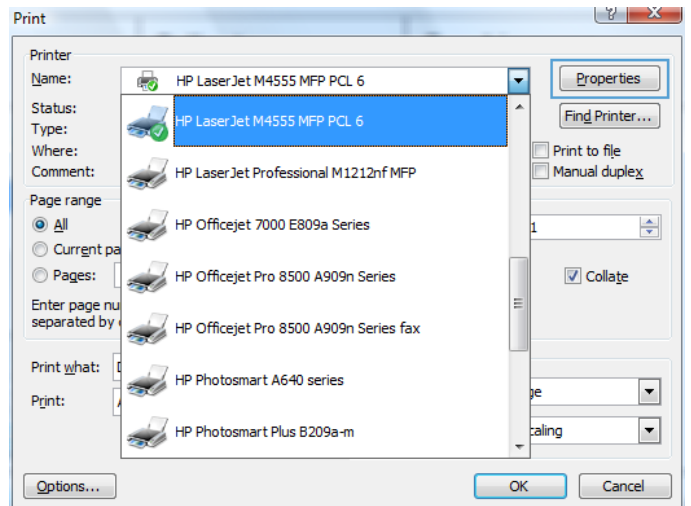 Print
Printer
Name: HP LaserJet M4555 MFP PCL 6 Properties
Status: HP LaserJet M4555 MFP PCL 6 Find Printer...
Type:
Where: Print to file
Comment: HP LaserJet Professional M1212nf MFP Manual duplex
Page range
All HP Officejet 7000 E809a Series 1
Current
Pages: HP Officejet Pro 8500 A909n Series Collate
Enter page
separated by HP Officejet Pro 8500 A909n Series fax
Print what: HP Photosmart A640 series
Print:
HP Photosmart Plus B209a-m
Options... OK Cancel